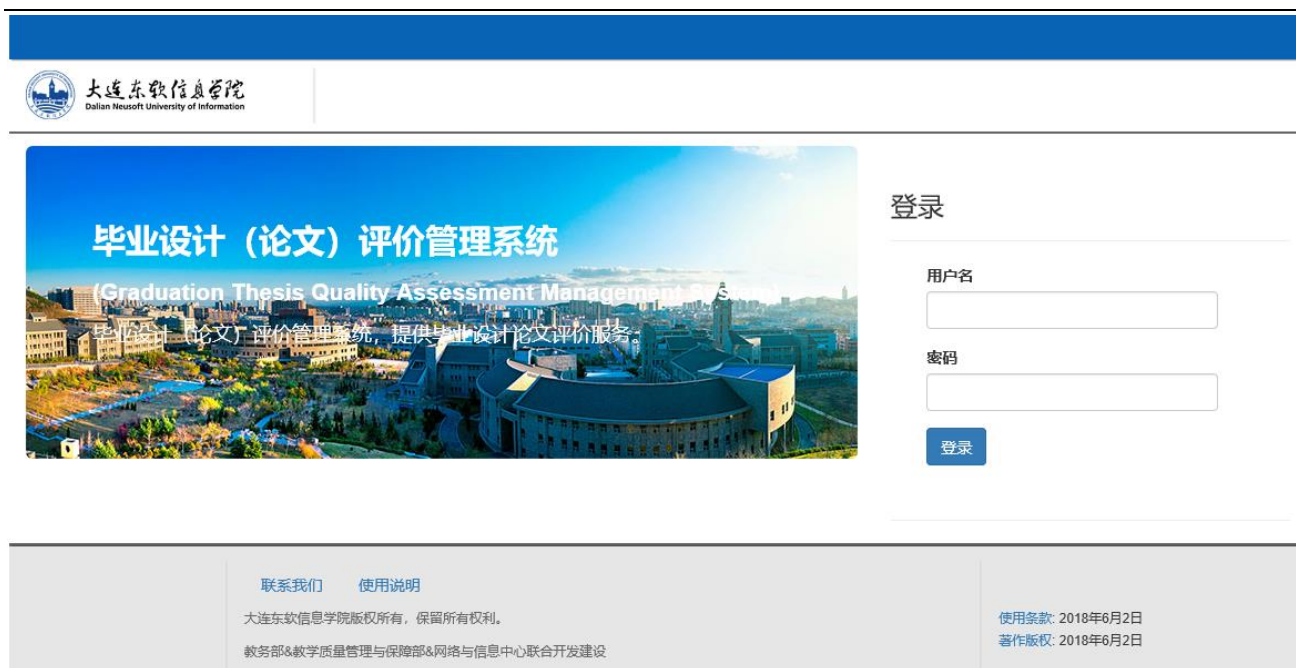 大连东软信息学院
Dalian Neusoft University of Information
毕业设计（论文）评价管理系统
(Graduation Thesis Quality Assessment Management System)
毕业设计（论文）评价管理系统，提供毕业设计论文评价服务。
登录
用户名
密码
登录
联系我们 使用说明
大连东软信息学院版权所有，保留所有权利。
教务部&教学质量管理与保障部&网络与信息中心联合开发建设
使用条款: 2018年6月2日
著作版权: 2018年6月2日